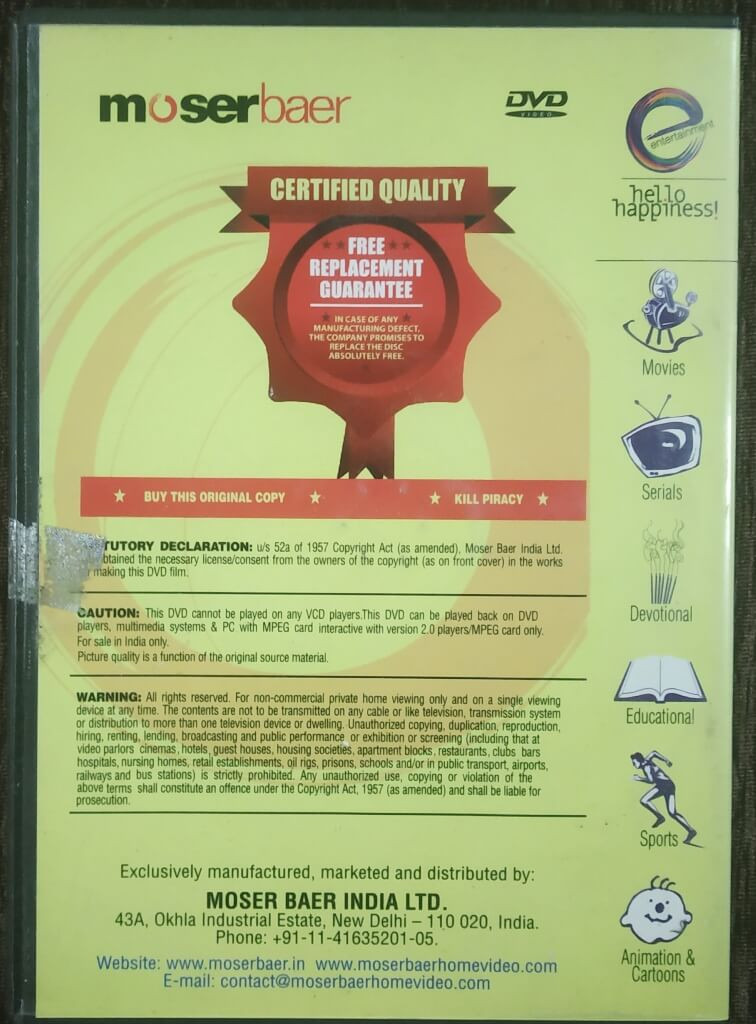 moserbaer
DVD
VIDEO
entertainment
hello
happiness!
CERTIFIED QUALITY
FREE
REPLACEMENT
GUARANTEE
IN CASE OF ANY
MANUFACTURING DEFECT,
THE COMPANY PROMISES TO
REPLACE THE DISC
ABSOLUTELY FREE.
Movies
Serials
Devotional
Educational
Sports
Animation &
Cartoons
BUY THIS ORIGINAL COPY KILL PIRACY
TUTORY DECLARATION: u/s 52a of 1957 Copyright Act (as amended), Moser Baer India Ltd.
btained the necessary license/consent from the owners of the copyright (as on front cover) in the works
making this DVD film.
CAUTION: This DVD cannot be played on any VCD players.This DVD can be played back on DVD
players, multimedia systems & PC with MPEG card interactive with version 2.0 players/MPEG card only.
For sale in India only.
Picture quality is a function of the original source material.
WARNING: All rights reserved. For non-commercial private home viewing only and on a single viewing
device at any time. The contents are not to be transmitted on any cable or like television, transmission system
or distribution to more than one television device or dwelling. Unauthorized copying, duplication, reproduction,
hiring, renting, lending, broadcasting and public performance or exhibition or screening (including that at
video parlors cinemas, hotels, guest houses, housing societies, apartment blocks, restaurants, clubs bars
hospitals, nursing homes, retail establishments, oil rigs, prisons, schools and/or in public transport, airports,
railways and bus stations) is strictly prohibited. Any unauthorized use, copying or violation of the
above terms shall constitute an offence under the Copyright Act, 1957 (as amended) and shall be liable for
prosecution.
Exclusively manufactured, marketed and distributed by:
MOSER BAER INDIA LTD.
43A, Okhla Industrial Estate, New Delhi – 110 020, India.
Phone: +91-11-41635201-05.
Website: www.moserbaer.in www.moserbaerhomevideo.com
E-mail: contact@moserbaerhomevideo.com